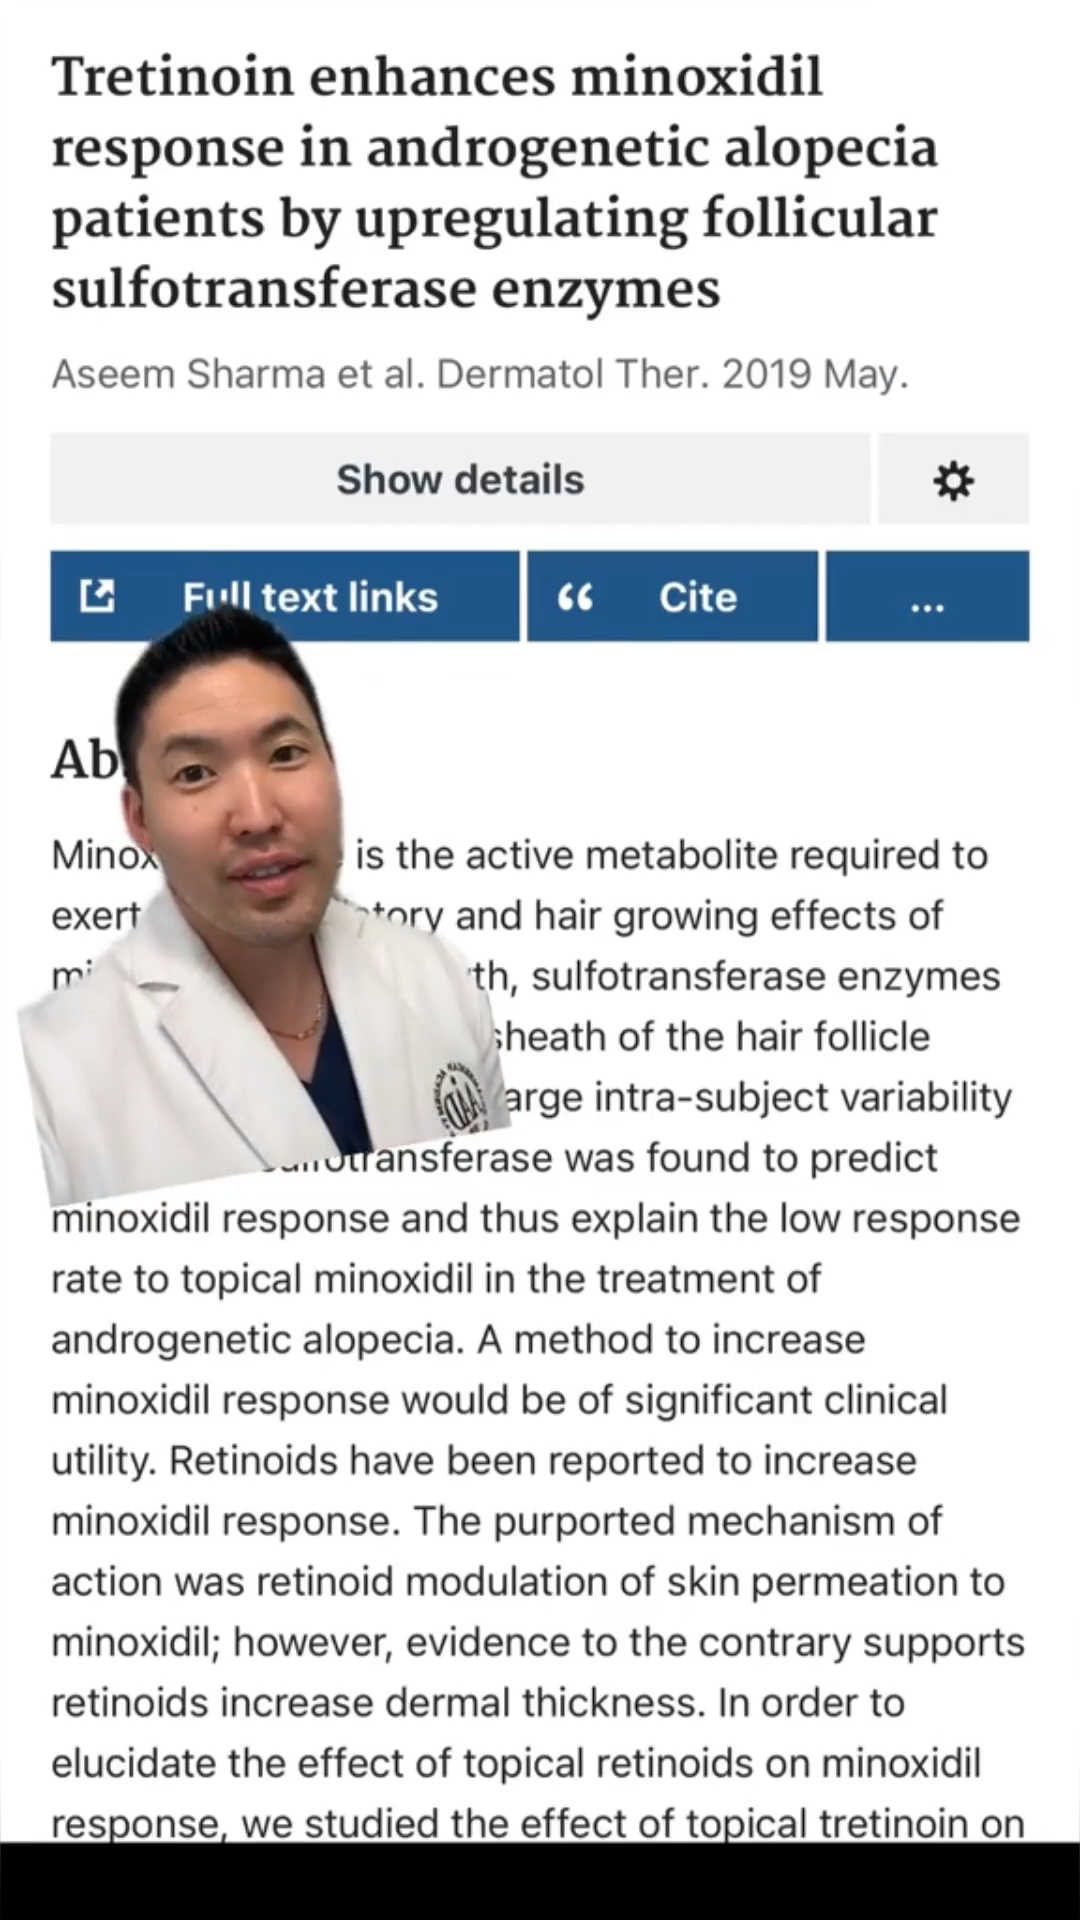 Tretinoin enhances minoxidil
response in androgenetic alopecia
patients by upregulating follicular
sulfotransferase enzymes
Aseem Sharma et al. Dermatol Ther. 2019 May.
Show details
Full text links
Cite
...
is the active metabolite required to
exert and hair growing effects of
sulfotransferase enzymes
of the hair follicle
intra-subject variability
was found to predict
minoxidil response and thus explain the low response
rate to topical minoxidil in the treatment of
androgenetic alopecia. A method to increase
minoxidil response would be of significant clinical
utility. Retinoids have been reported to increase
minoxidil response. The purported mechanism of
action was retinoid modulation of skin permeation to
minoxidil; however, evidence to the contrary supports
retinoids increase dermal thickness. In order to
elucidate the effect of topical retinoids on minoxidil
response, we studied the effect of topical tretinoin on